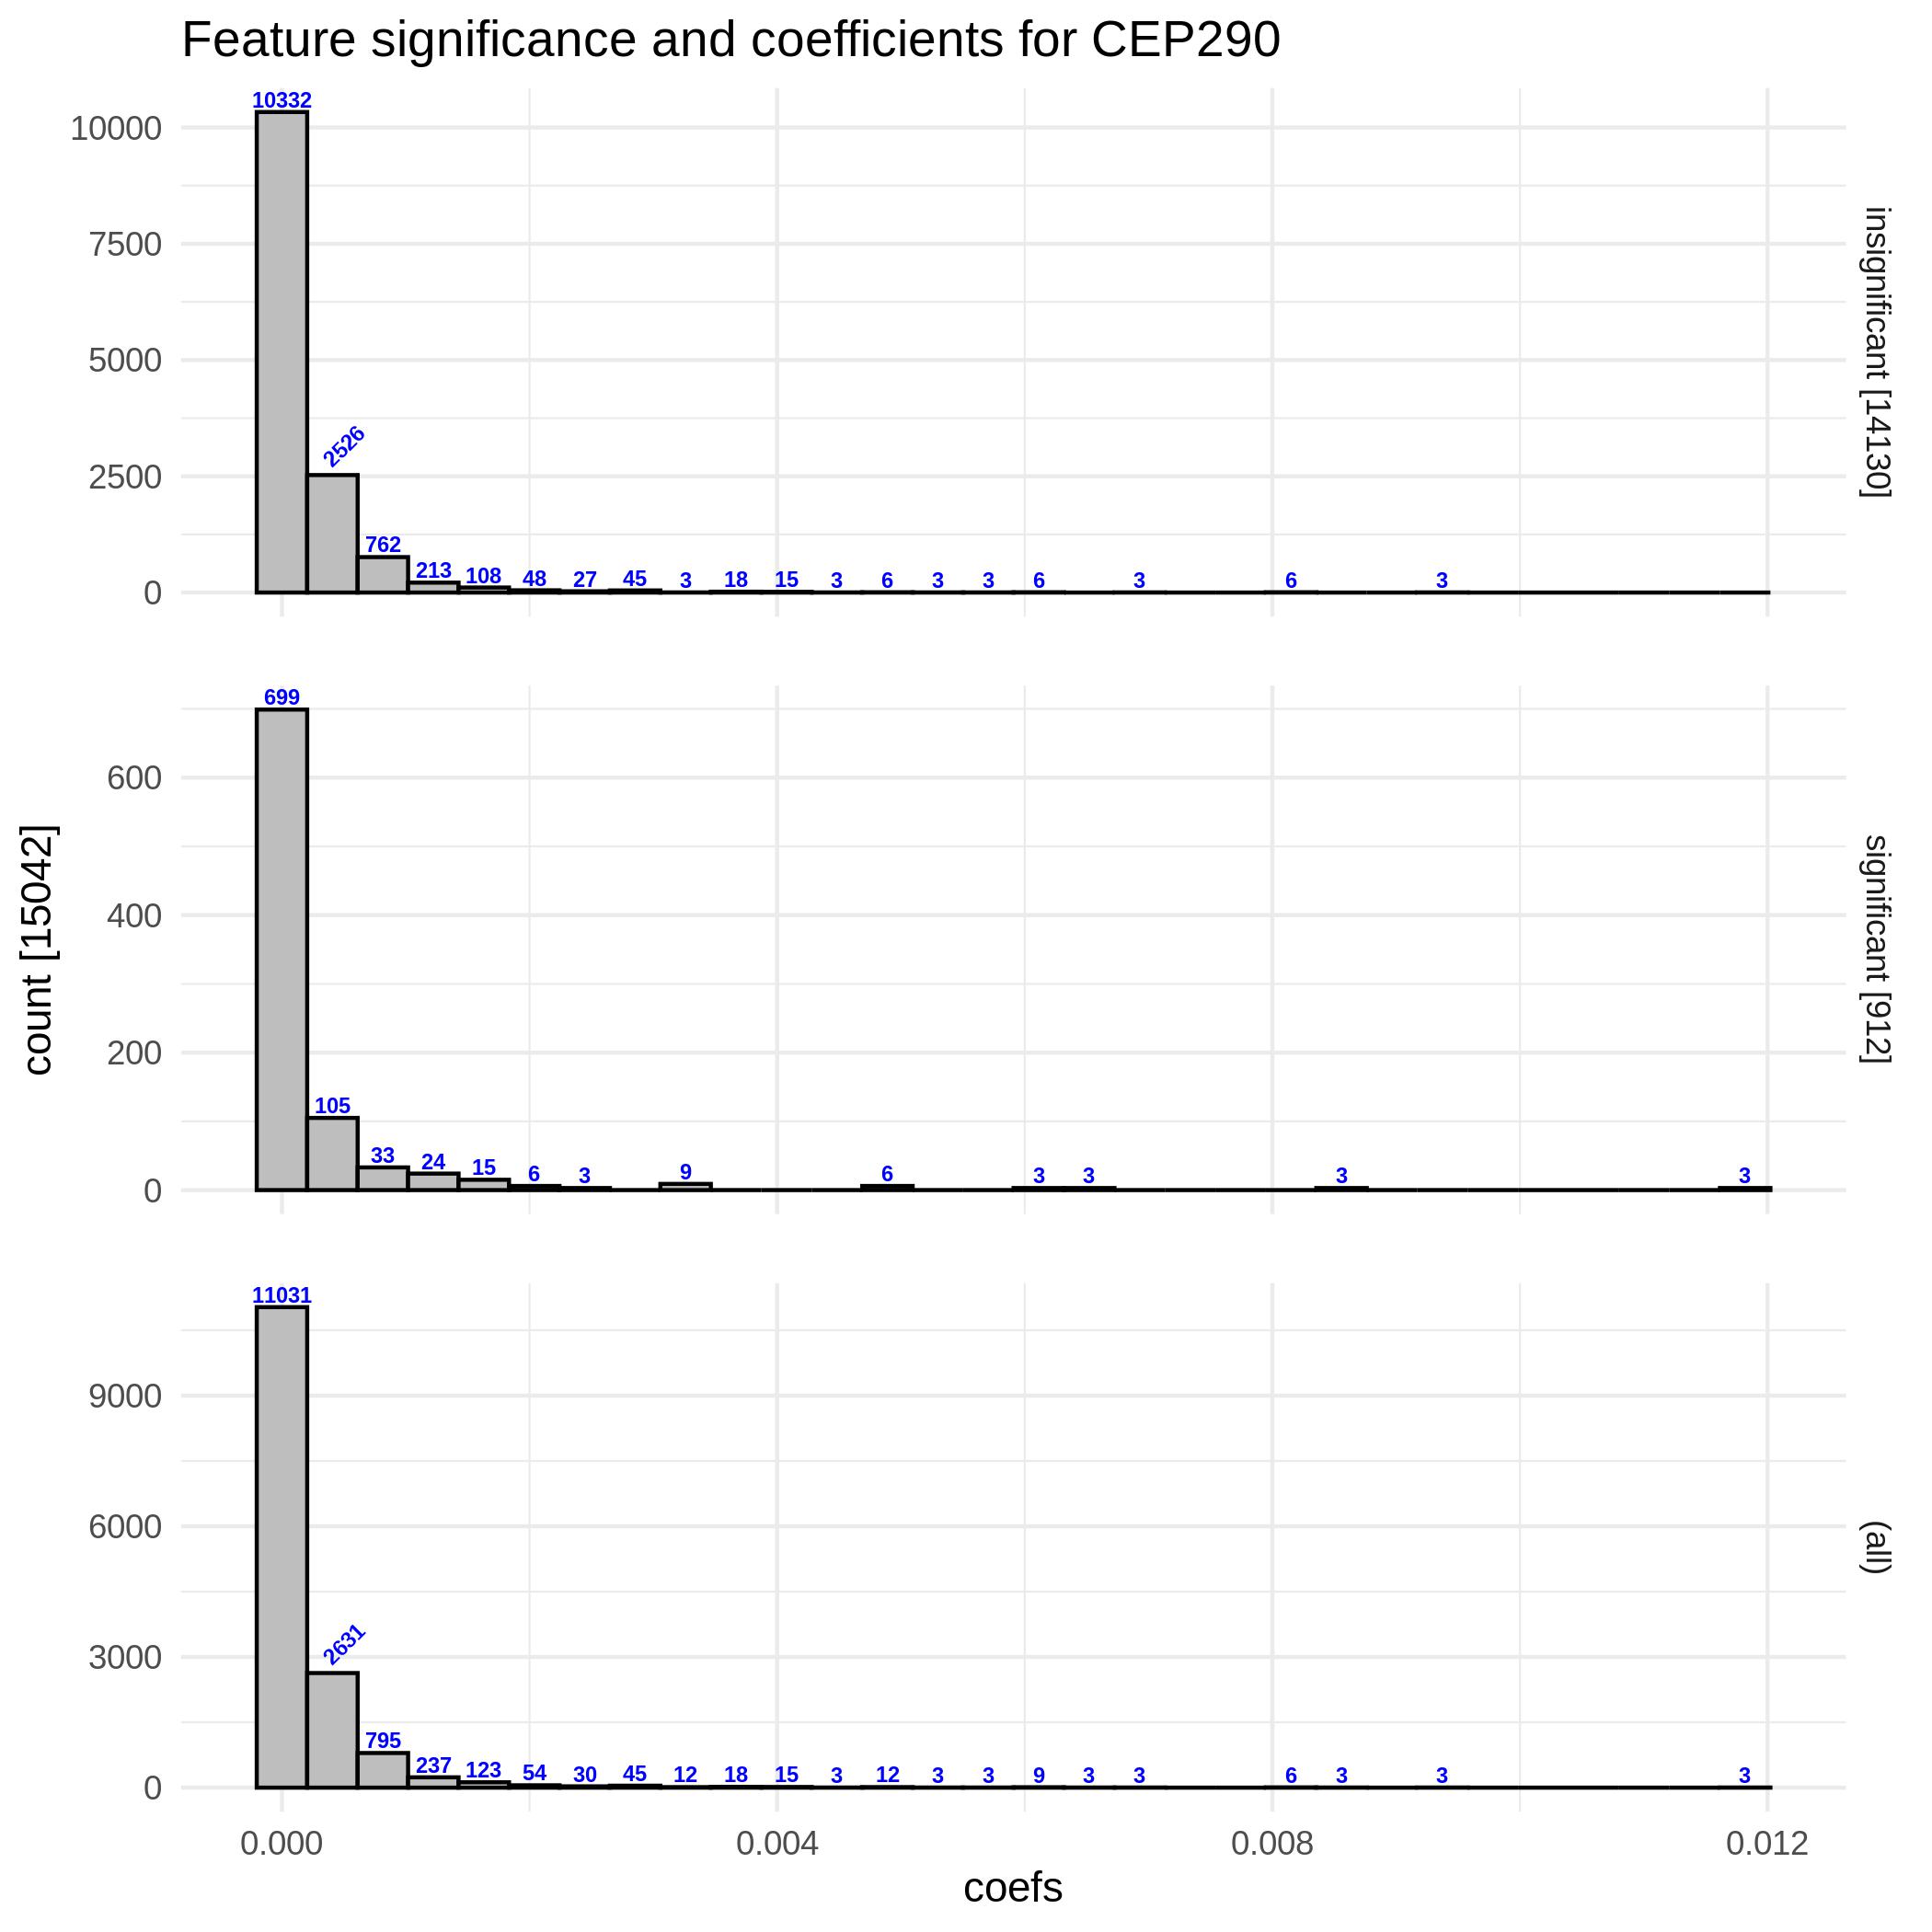 Feature significance and coefficients for CEP290
10332
10000
7500
5000
2500
0
2526
762
213 108 48 27 45 3 18 15 3 6 3 3 6 3 6 3
insignificant [14130]
699
600
400
200
0
105
33 24 15 6 3 9 6 3 3 3 3
significant [912]
count [15042]
11031
9000
6000
3000
0
2631
795
237 123 54 30 45 12 18 15 3 12 3 3 9 3 3 6 3 3 3
(all)
0.000 0.004 0.008 0.012
coefs